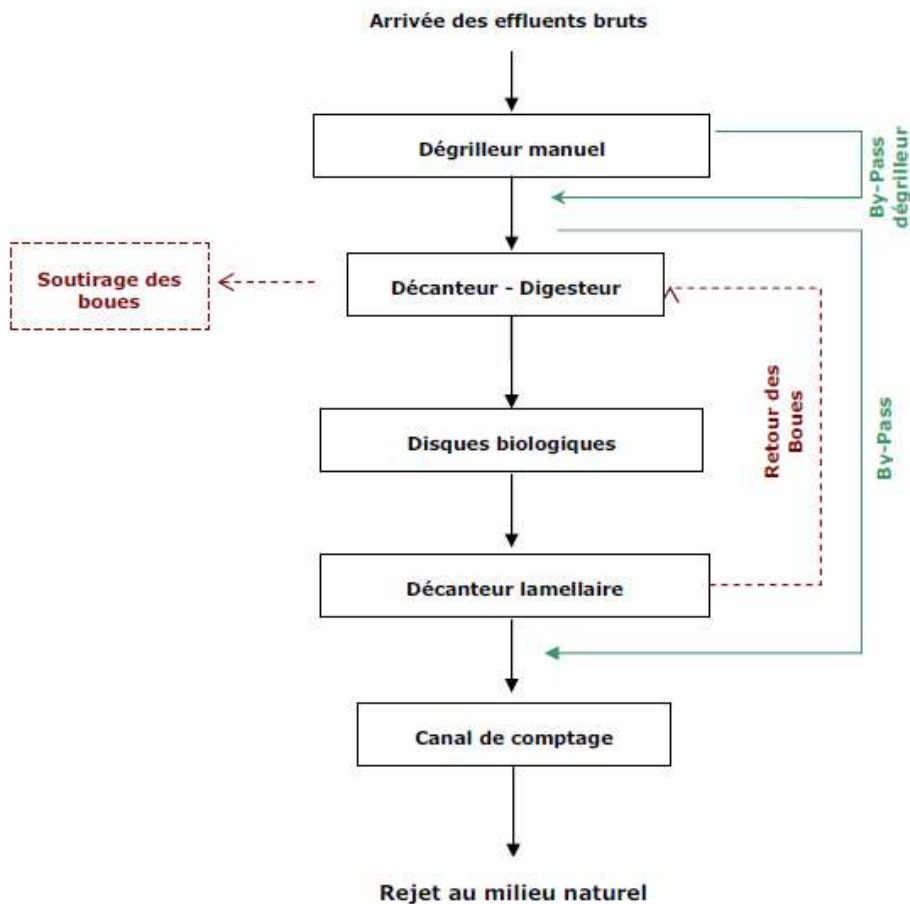 Arrivée des effluents bruts
Dégrilleur manuel
By-Pass
dégrilleur
Soutirage des
boues
Décanteur - Digesteur
Retour des
Boues
By-Pass
Disques biologiques
Décanteur lamellaire
Canal de comptage
Rejet au milieu naturel